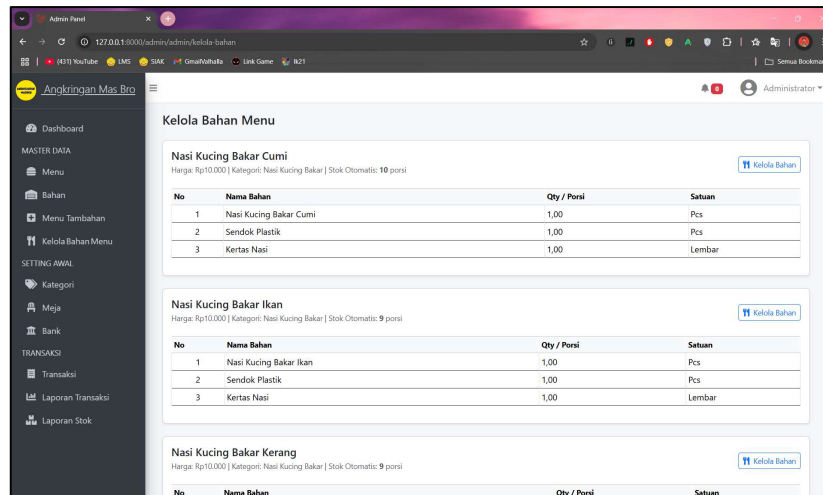 Admin Panel
127.0.0.1:8000/admin/admin/kelola-bahan
(431) YouTube LMS SIAK GmailValhalla Link Game lk21
Semua Bookmar
Angkringan Mas Bro
0 Administrator
Dashboard
MASTER DATA
Menu
Bahan
Menu Tambahan
Kelola Bahan Menu
SETTING AWAL
Kategori
Meja
Bank
TRANSAKSI
Transaksi
Laporan Transaksi
Laporan Stok
Kelola Bahan Menu
Nasi Kucing Bakar Cumi
Harga: Rp10.000 | Kategori: Nasi Kucing Bakar | Stok Otomatis: 10 porsi
Kelola Bahan
No Nama Bahan Qty / Porsi Satuan
1 Nasi Kucing Bakar Cumi 1,00 Pcs
2 Sendok Plastik 1,00 Pcs
3 Kertas Nasi 1,00 Lembar
Nasi Kucing Bakar Ikan
Harga: Rp10.000 | Kategori: Nasi Kucing Bakar | Stok Otomatis: 9 porsi
Kelola Bahan
No Nama Bahan Qty / Porsi Satuan
1 Nasi Kucing Bakar Ikan 1,00 Pcs
2 Sendok Plastik 1,00 Pcs
3 Kertas Nasi 1,00 Lembar
Nasi Kucing Bakar Kerang
Harga: Rp10.000 | Kategori: Nasi Kucing Bakar | Stok Otomatis: 9 porsi
Kelola Bahan
No Nama Bahan Qty / Porsi Satuan